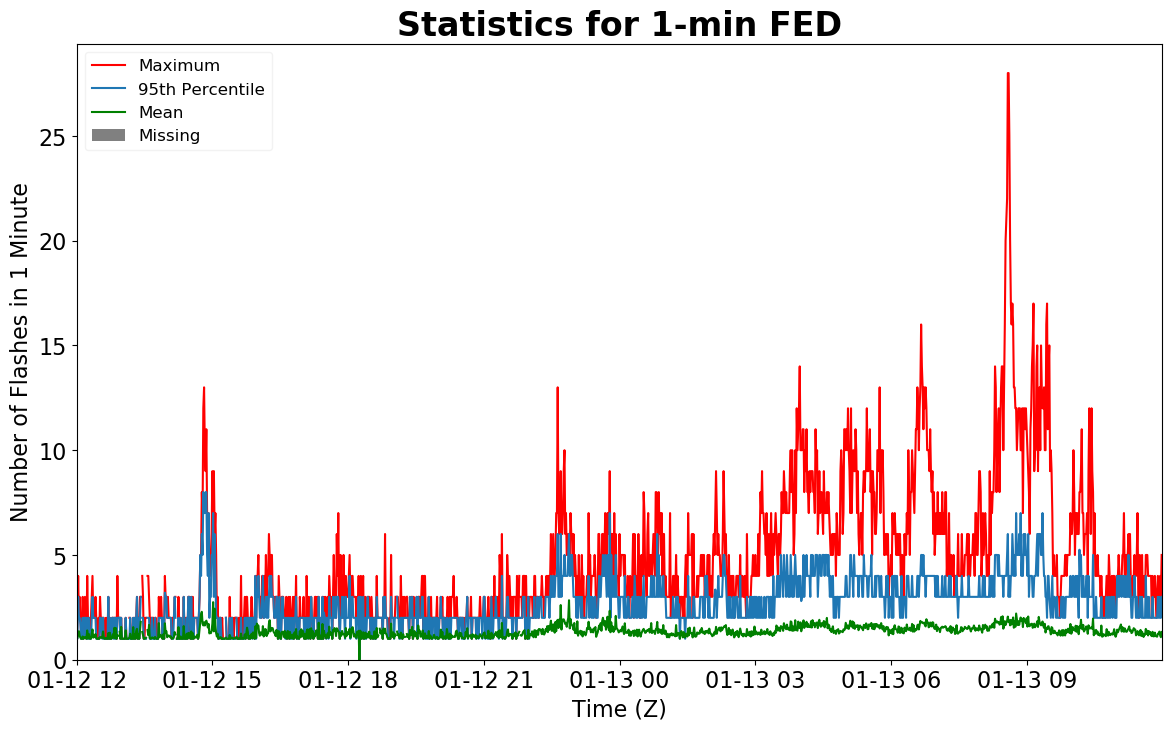 Statistics for 1-min FED
Maximum
95th Percentile
Mean
Missing
Number of Flashes in 1 Minute
25
20
15
10
5
0
01-12 12 01-12 15 01-12 18 01-12 21 01-13 00 01-13 03 01-13 06 01-13 09
Time (Z)